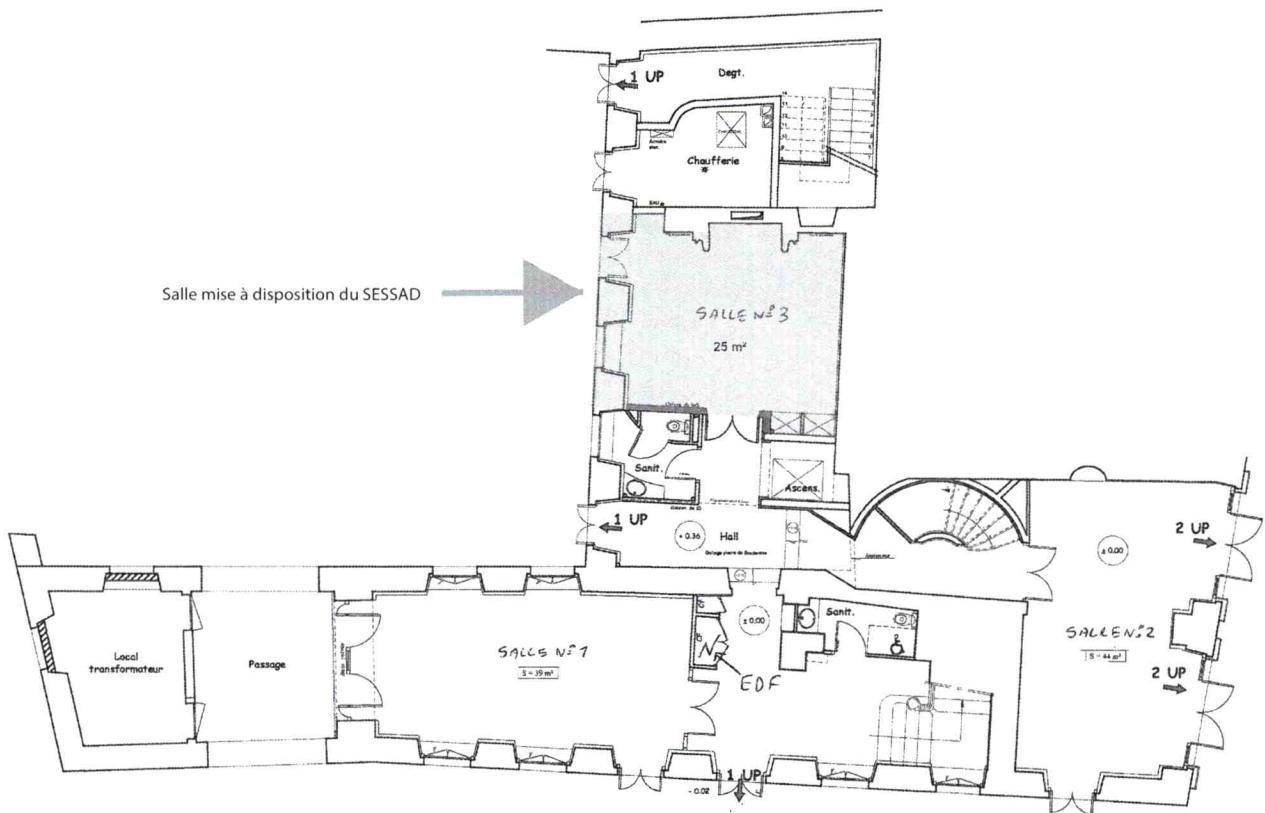 1 UP
Degt.
Chaufferie
Salle mise à disposition du SESSAD
SALLE N° 3
25 m²
Sanit.
Ascens.
1 UP
+ 0.36
Hall
2 UP
± 0.00
± 0.00
Sanit.
Local
transformateur
Passage
SALLE N° 1
S = 39 m²
EDF
SALLE N° 2
S = 44 m²
2 UP
1 UP
- 0.02